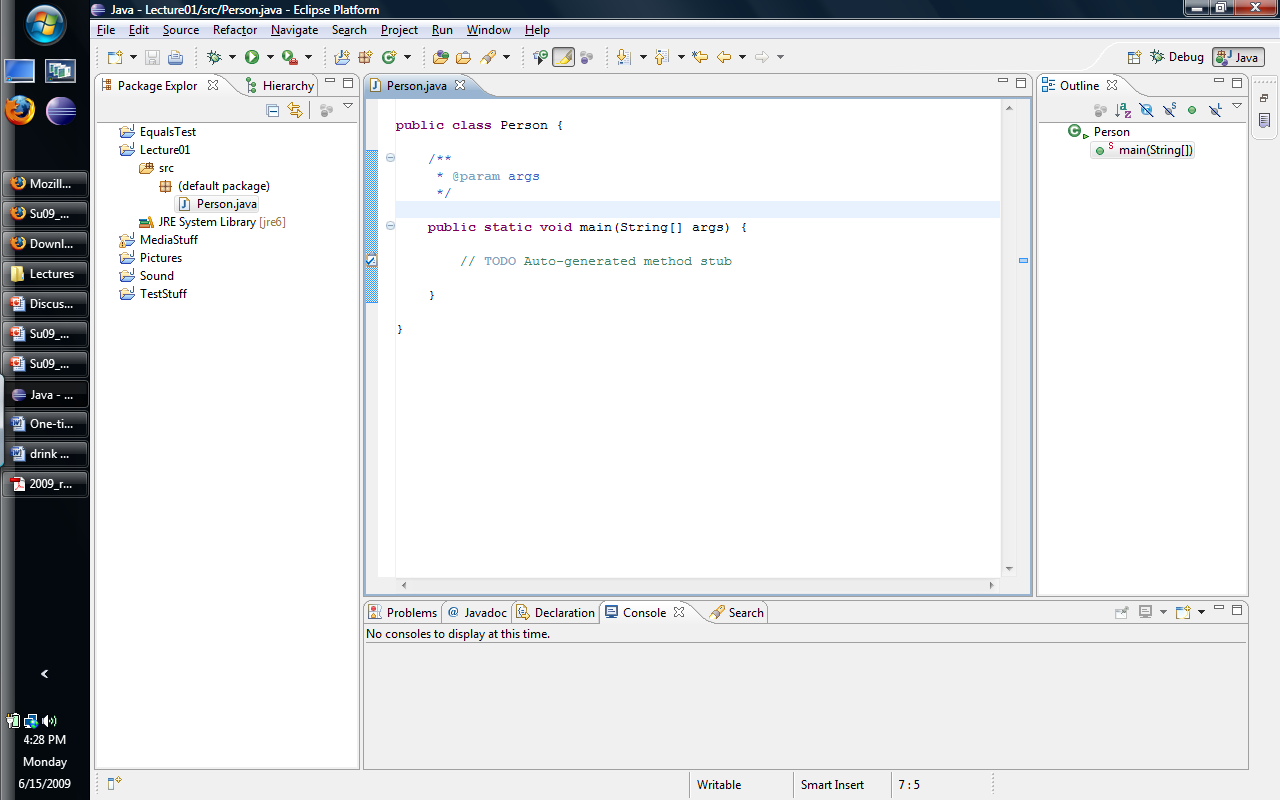 Java - Lecture01/src/Person.java - Eclipse Platform
File Edit Source Refactor Navigate Search Project Run Window Help
Debug Java
Package Explor Hierarchy
EqualsTest
Lecture01
src
(default package)
Person.java
JRE System Library [jre6]
MediaStuff
Pictures
Sound
TestStuff
Person.java
public class Person {
/**
* @param args
*/
public static void main(String[] args) {
// TODO Auto-generated method stub
}
}
Outline
Person
main(String[])
Problems @ Javadoc Declaration Console Search
No consoles to display at this time.
Writable Smart Insert 7 : 5
Mozill...
Su09_...
Downl...
Lectures
Discus...
Su09_...
Su09_...
Java - ...
One-ti...
drink ...
2009_r...
4:28 PM
Monday
6/15/2009